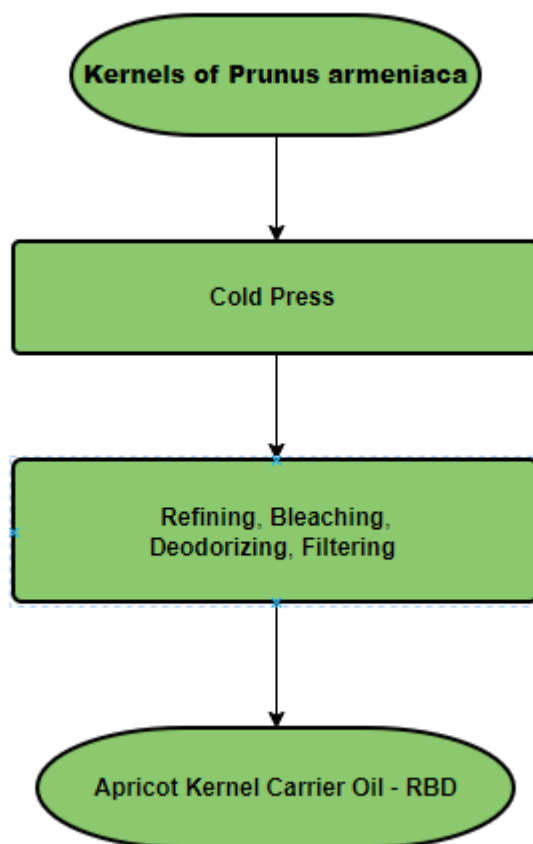 Kernels of Prunus armeniaca
Cold Press
Refining, Bleaching,
Deodorizing, Filtering
Apricot Kernel Carrier Oil - RBD